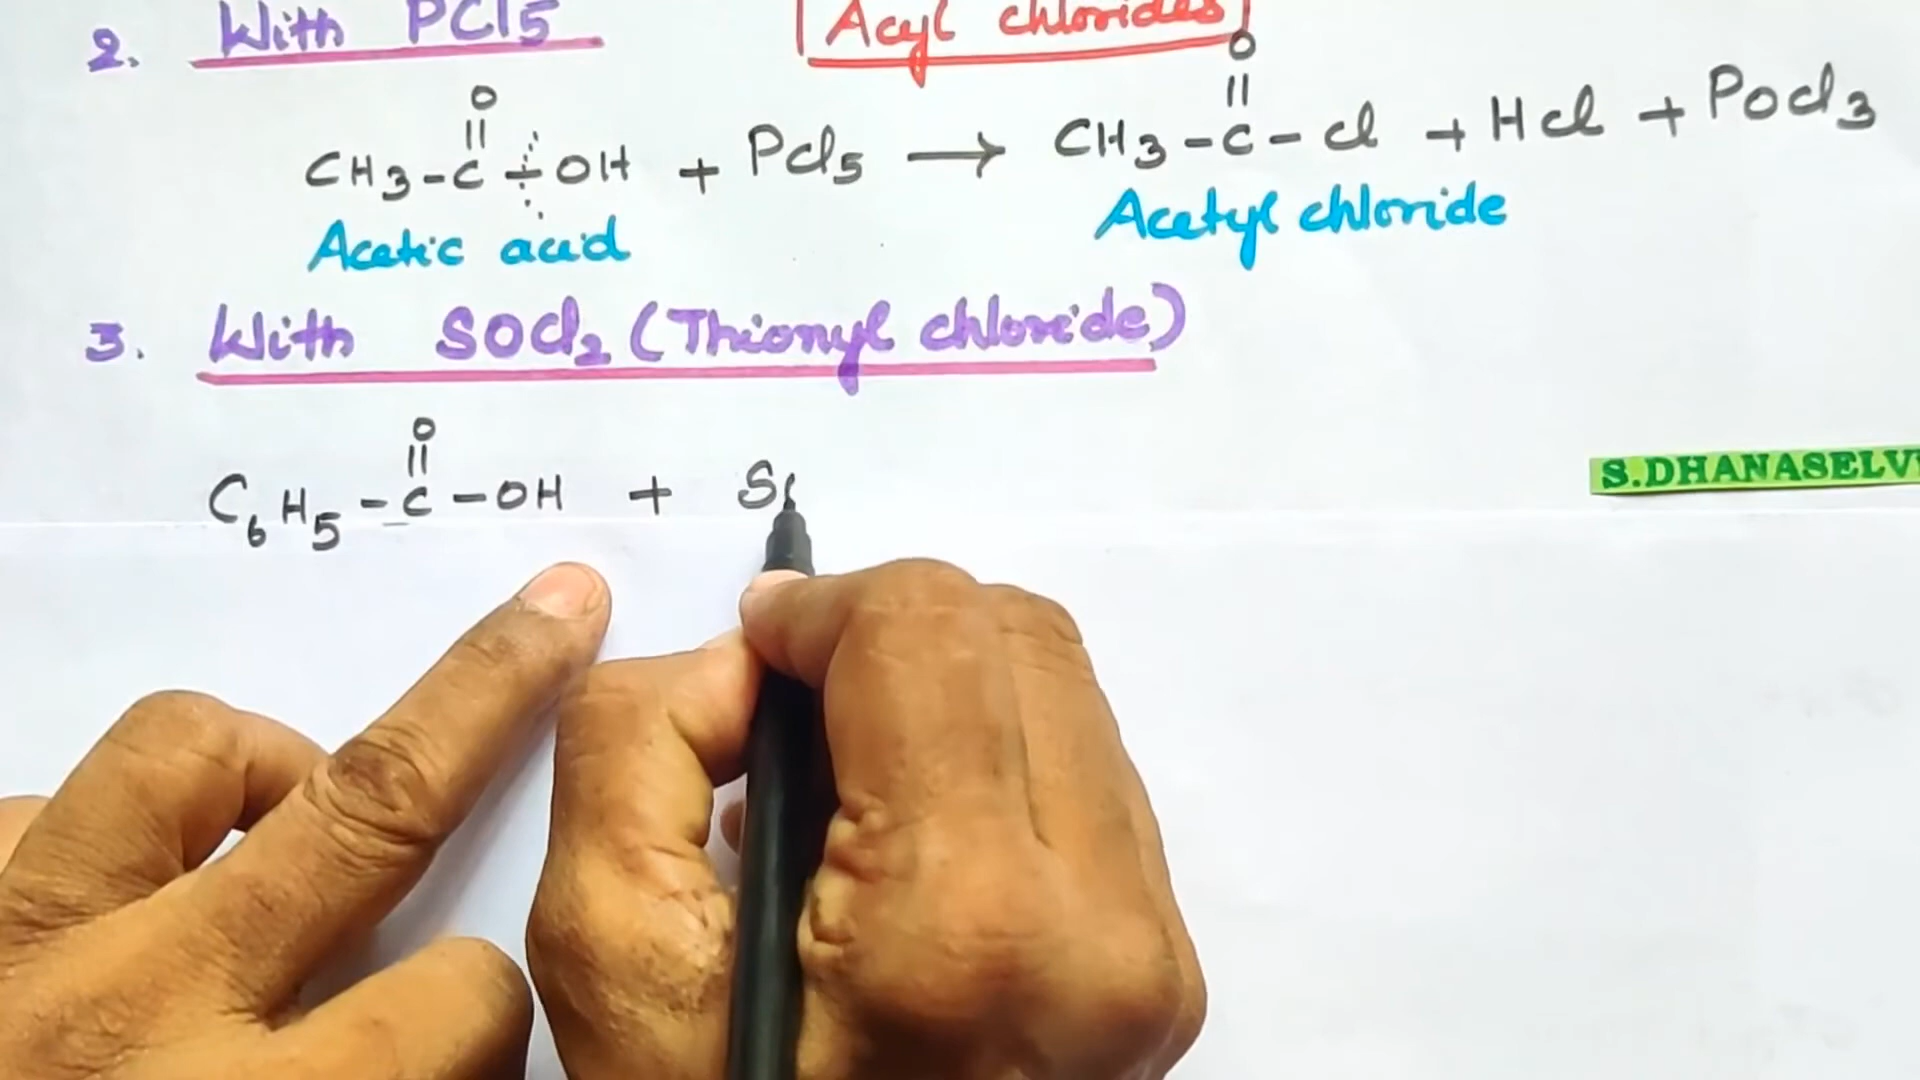 2. With PCl5
Acyl chlorides
O
O
||
||
CH3-C-OH + PCl5 → CH3-C-Cl + HCl + POCl3
Acetic acid
Acetyl chloride
3. With SOCl2 (Thionyl chloride)
O
||
C6H5-C-OH + S
S.DHANASELV